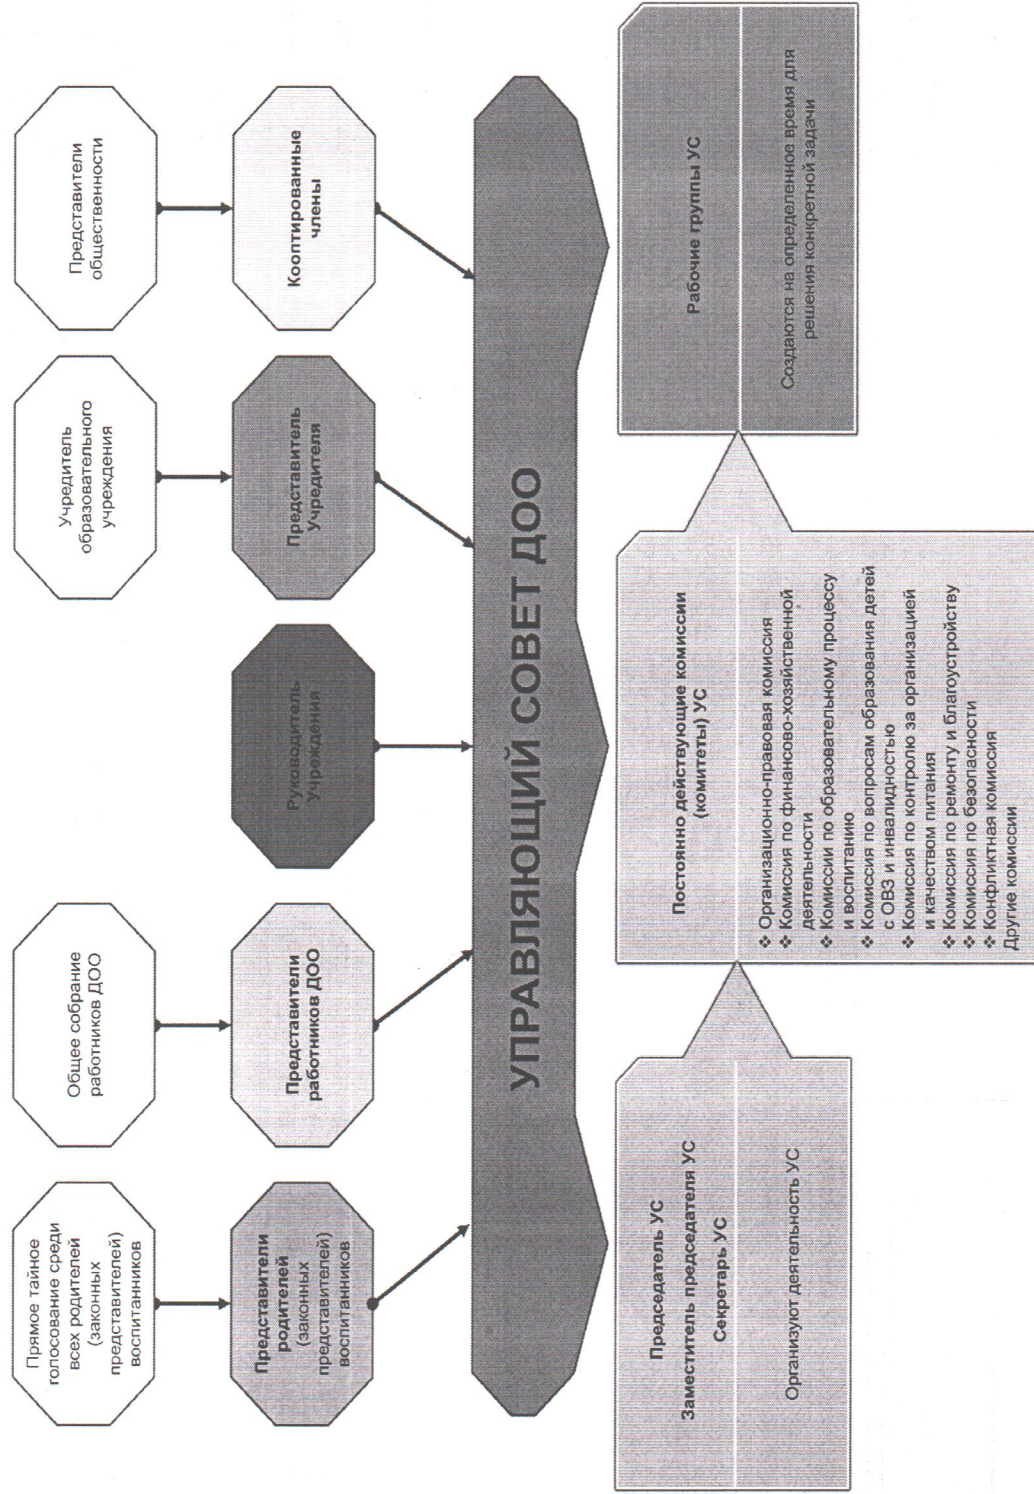 Прямое тайное
голосование среди
всех родителей
(законных
представителей)
воспитанников
Общее собрание
работников ДОО
Учредитель
образовательного
учреждения
Представители
общественности
Представители
родителей
(законных
представителей)
воспитанников
Представители
работников ДОО
Руководитель
Учреждения
Представитель
Учредителя
Кооптированные
члены
УПРАВЛЯЮЩИЙ СОВЕТ ДОО
Председатель УС
Заместитель председателя УС
Секретарь УС
Организуют деятельность УС
Постоянно действующие комиссии
(комитеты) УС
❖ Организационно-правовая комиссия
❖ Комиссия по финансово-хозяйственной
деятельности
❖ Комиссии по образовательному процессу
и воспитанию
❖ Комиссия по вопросам образования детей
с ОВЗ и инвалидностью
❖ Комиссия по контролю за организацией
и качеством питания
❖ Комиссия по ремонту и благоустройству
❖ Комиссия по безопасности
❖ Конфликтная комиссия
Другие комиссии
Рабочие группы УС
Создаются на определенное время для
решения конкретной задачи